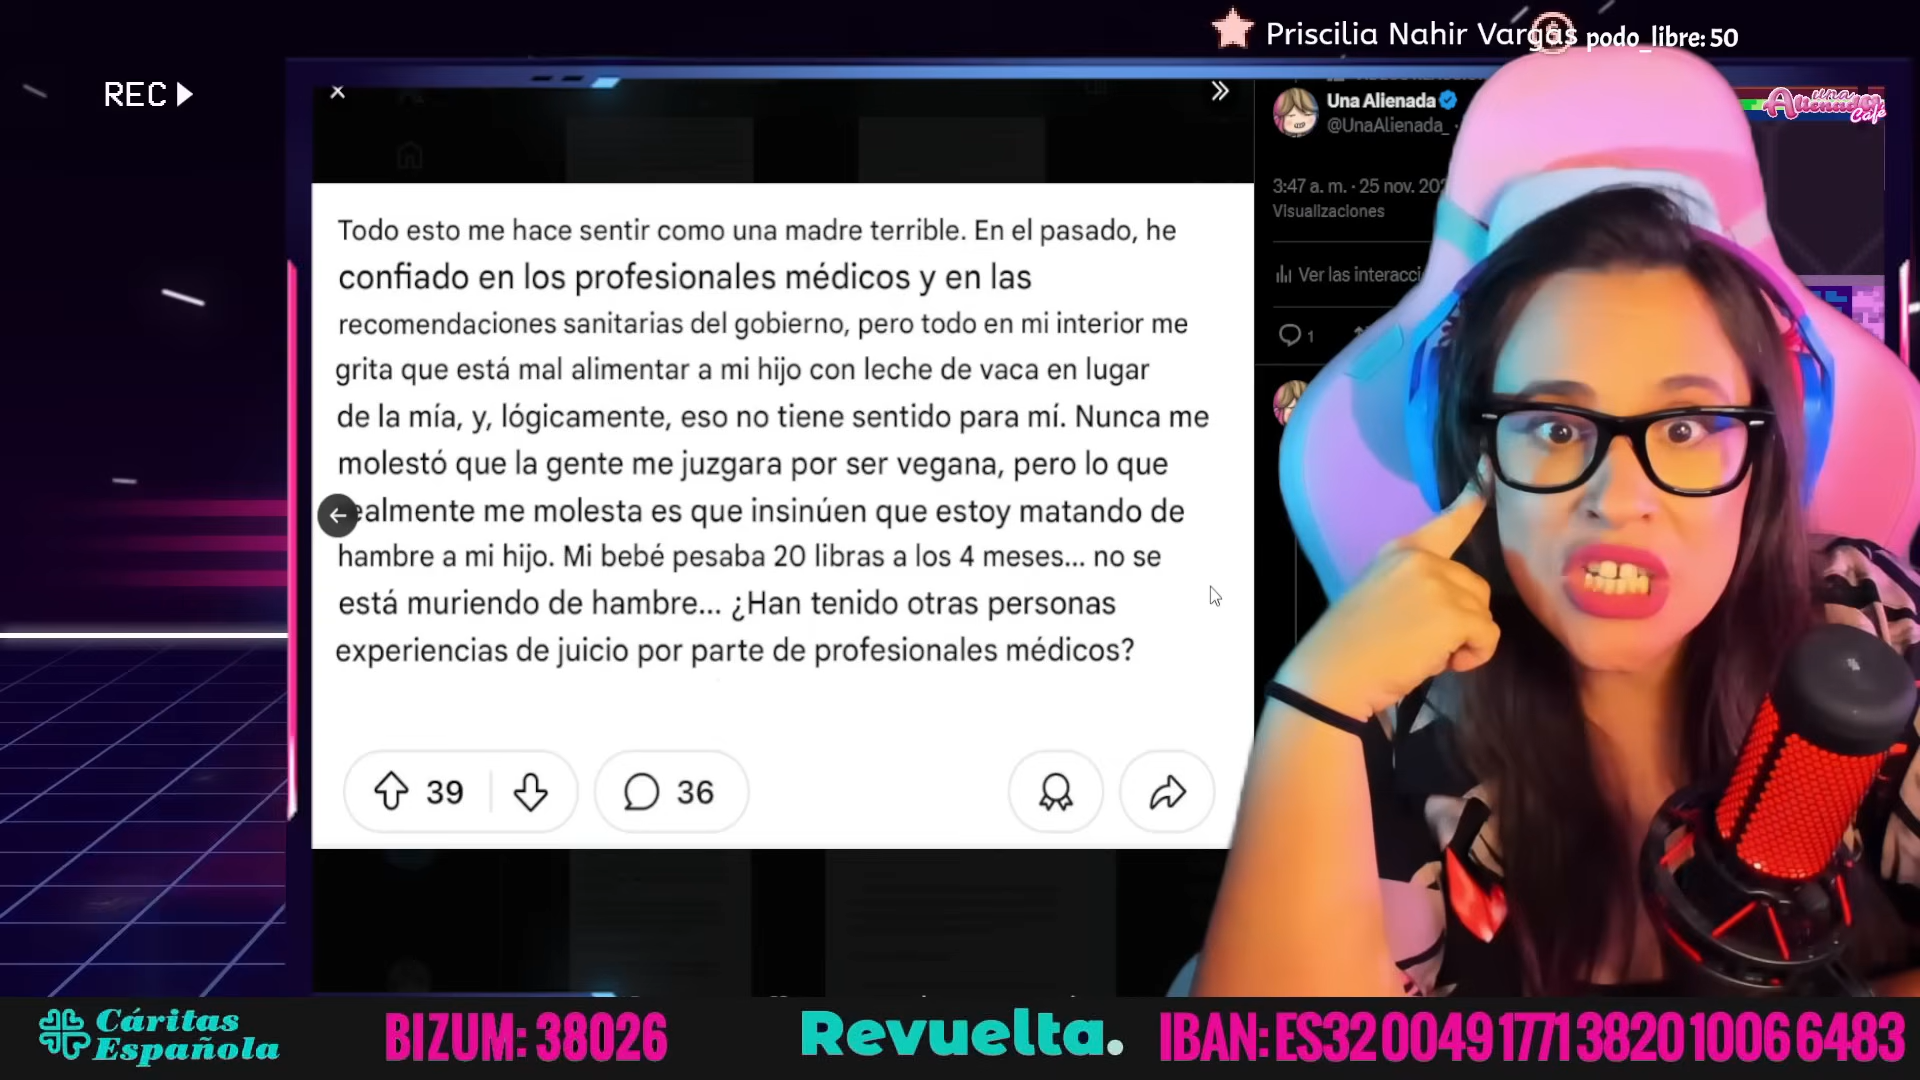 Priscilia Nahir Vargas
podo_libre: 50
REC
Una Alienada
@UnaAlienada_ ·
Una
Alienada
Café
3:47 a. m. · 25 nov. 202
Visualizaciones
Ver las interacci
1
Todo esto me hace sentir como una madre terrible. En el pasado, he
confiado en los profesionales médicos y en las
recomendaciones sanitarias del gobierno, pero todo en mi interior me
grita que está mal alimentar a mi hijo con leche de vaca en lugar
de la mía, y, lógicamente, eso no tiene sentido para mí. Nunca me
molestó que la gente me juzgara por ser vegana, pero lo que
ealmente me molesta es que insinúen que estoy matando de
hambre a mi hijo. Mi bebé pesaba 20 libras a los 4 meses... no se
está muriendo de hambre... ¿Han tenido otras personas
experiencias de juicio por parte de profesionales médicos?
39
36
Cáritas
Española
BIZUM: 38026
Revuelta.
IBAN: ES32 0049 1771 3820 1006 6483